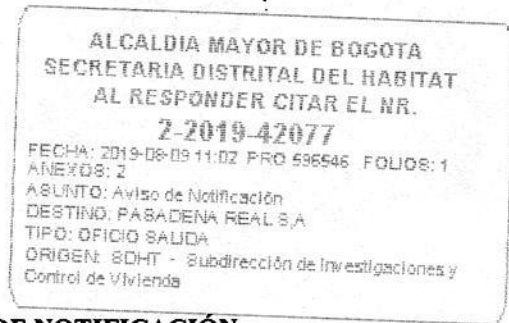 ALCALDIA MAYOR DE BOGOTA
SECRETARIA DISTRITAL DEL HABITAT
AL RESPONDER CITAR EL NR.
2-2019-42077
FECHA: 2019-08-09 11:02 PRO 596546 FOLIOS: 1
ANEXOS: 2
ASUNTO: Aviso de Notificación
DESTINO: PASADENA REAL S,A
TIPO: OFICIO SALIDA
ORIGEN: SDHT - Subdirección de Investigaciones y
Control de Vivienda
DE NOTIFICACIÓN